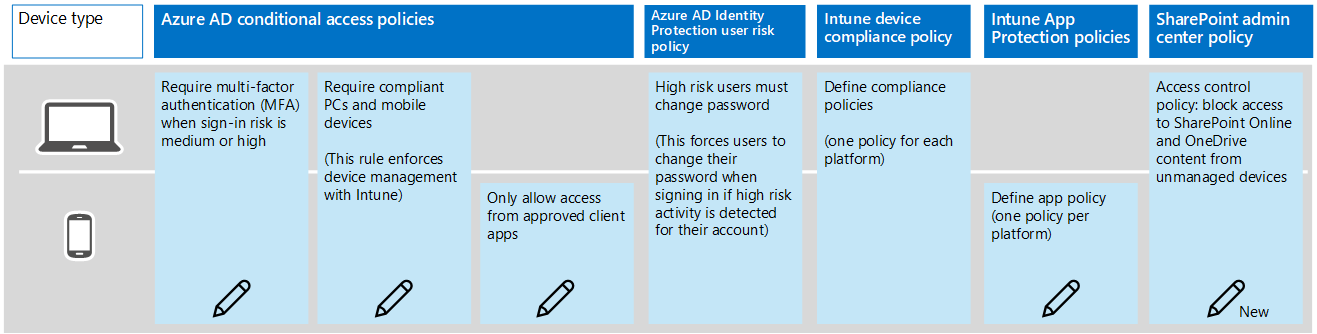 Device type
Azure AD conditional access policies
Azure AD Identity
Protection user risk
policy
Intune device
compliance policy
Intune App
Protection policies
SharePoint admin
center policy
Require multi-factor
authentication (MFA)
when sign-in risk is
medium or high
Require compliant
PCs and mobile
devices
(This rule enforces
device management
with Intune)
Only allow access
from approved client
apps
High risk users must
change password
(This forces users to
change their
password when
signing in if high risk
activity is detected
for their account)
Define compliance
policies
(one policy for each
platform)
Define app policy
(one policy per
platform)
Access control
policy: block access
to SharePoint Online
and OneDrive
content from
unmanaged devices
New